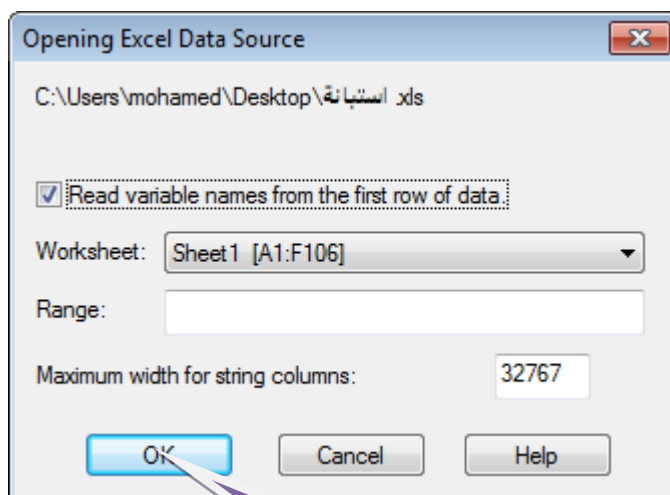 Opening Excel Data Source
C:\Users\mohamed\Desktop\استبانة .xls
Read variable names from the first row of data.
Worksheet: Sheet1 [A1:F106]
Range:
Maximum width for string columns: 32767
OK Cancel Help